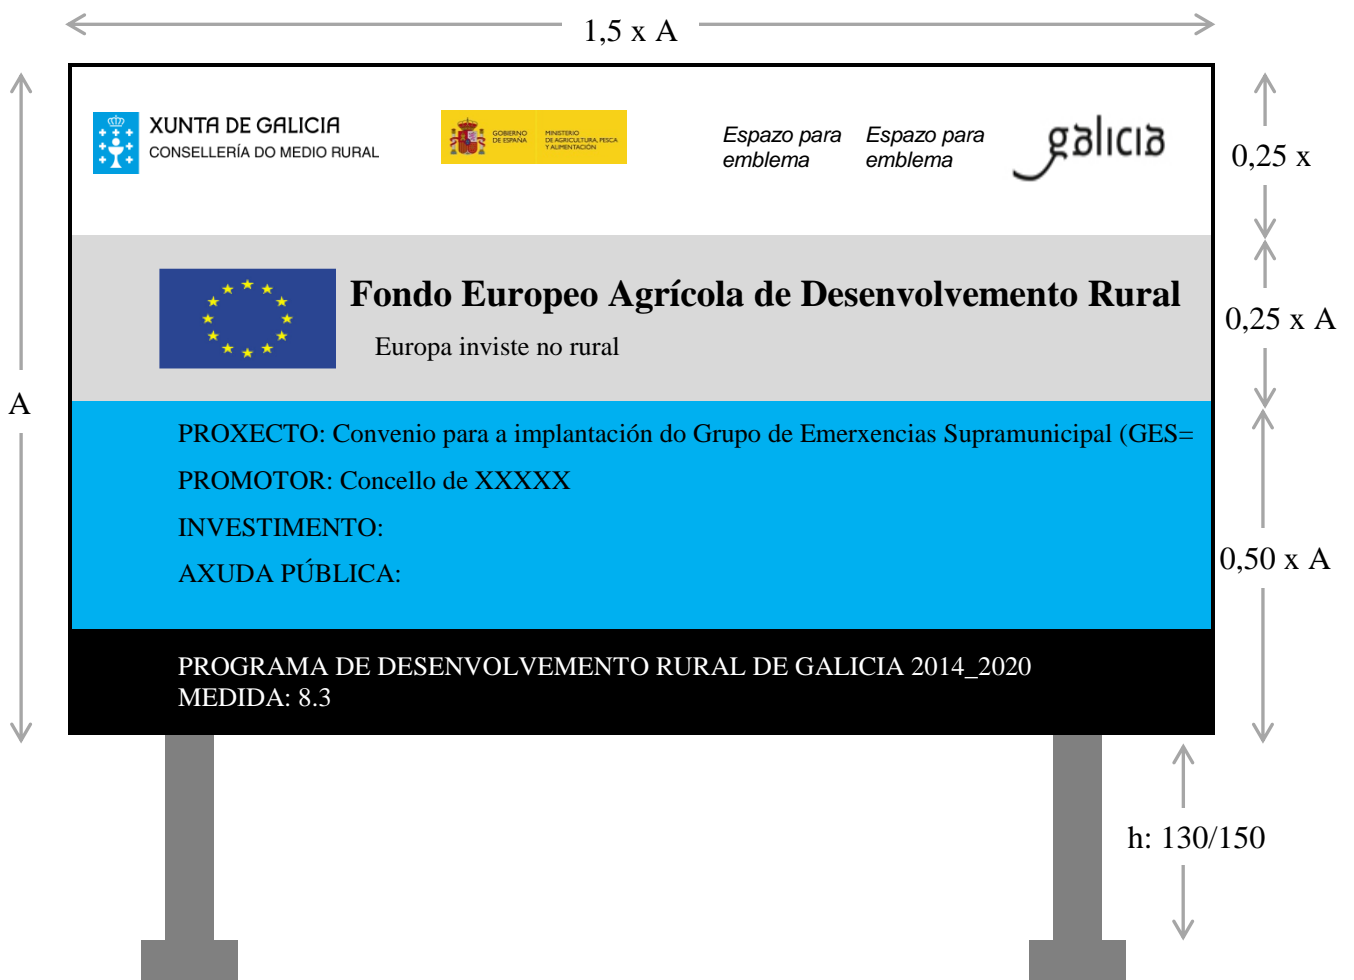 1,5 x A
XUNTA DE GALICIA
CONSELLERÍA DO MEDIO RURAL
GOBIERNO
DE ESPAÑA
MINISTERIO
DE AGRICULTURA, PESCA
Y ALIMENTACIÓN
Espazo para
emblema
Espazo para
emblema
galicia
0,25 x
Fondo Europeo Agrícola de Desenvolvemento Rural
Europa inviste no rural
0,25 x A
A
PROXECTO: Convenio para a implantación do Grupo de Emerxencias Supramunicipal (GES=
PROMOTOR: Concello de XXXXX
INVESTIMENTO:
AXUDA PÚBLICA:
0,50 x A
PROGRAMA DE DESENVOLVEMENTO RURAL DE GALICIA 2014_2020
MEDIDA: 8.3
h: 130/150